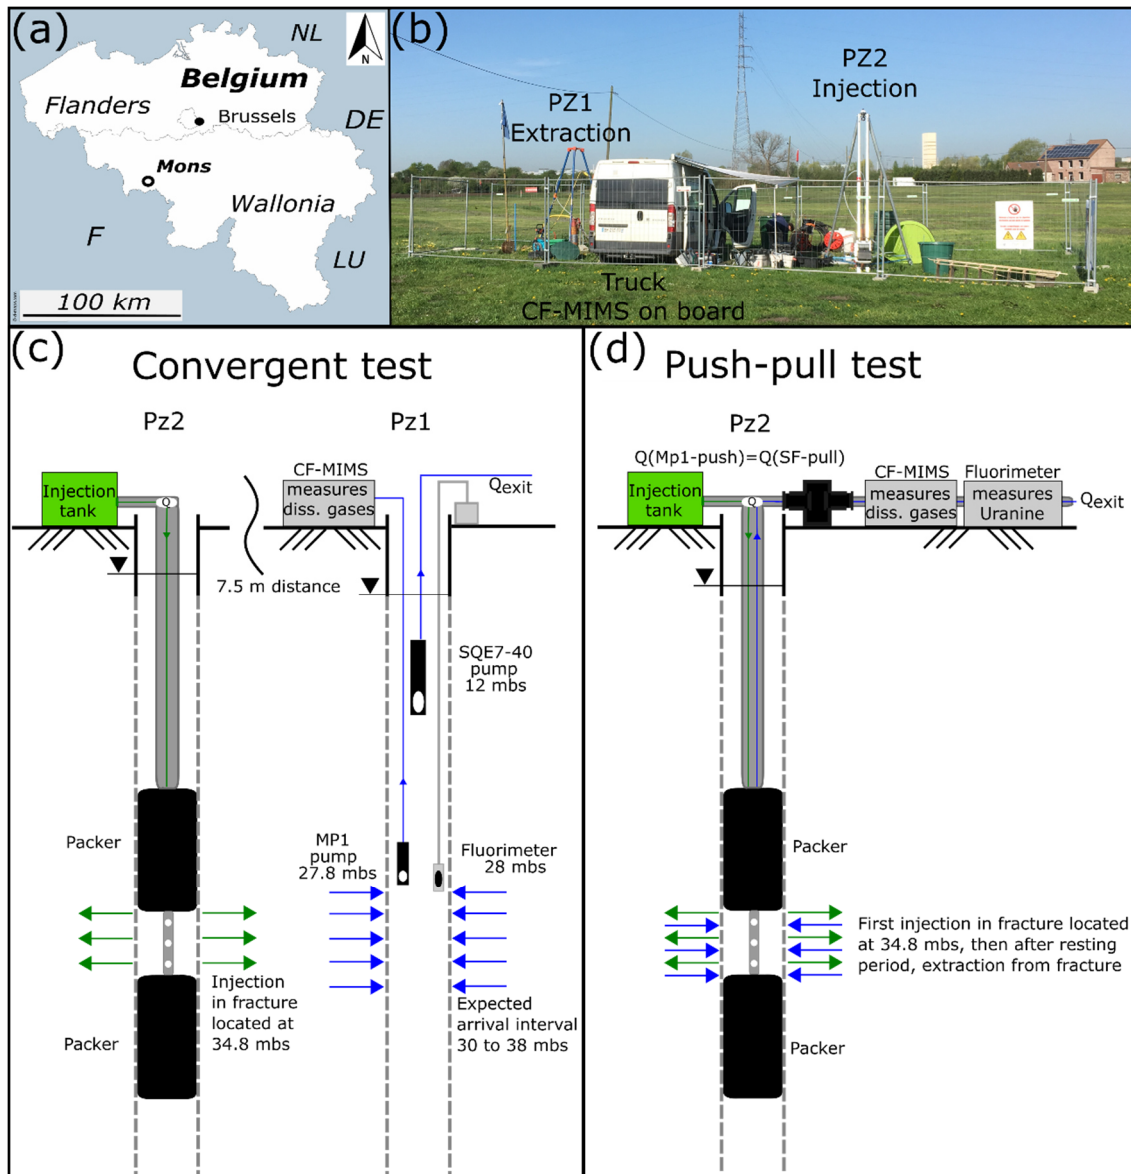 (a)
NL
N
Belgium
Flanders
Brussels
DE
Mons
Wallonia
F
LU
100 km
(b)
PZ2
Injection
PZ1
Extraction
Truck
CF-MIMS on board
(c)
Convergent test
Pz2
Pz1
Injection
tank
Q
7.5 m distance
CF-MIMS
measures
diss. gases
Qexit
SQE7-40
pump
12 mbs
Packer
MP1
pump
27.8 mbs
Fluorimeter
28 mbs
Injection
in fracture
located at
34.8 mbs
Packer
Expected
arrival interval
30 to 38 mbs
(d)
Push-pull test
Pz2
Q(Mp1-push)=Q(SF-pull)
Injection
tank
Q
CF-MIMS
measures
diss. gases
Fluorimeter
measures
Uranine
Qexit
Packer
First injection in fracture located
at 34.8 mbs, then after resting
period, extraction from fracture
Packer